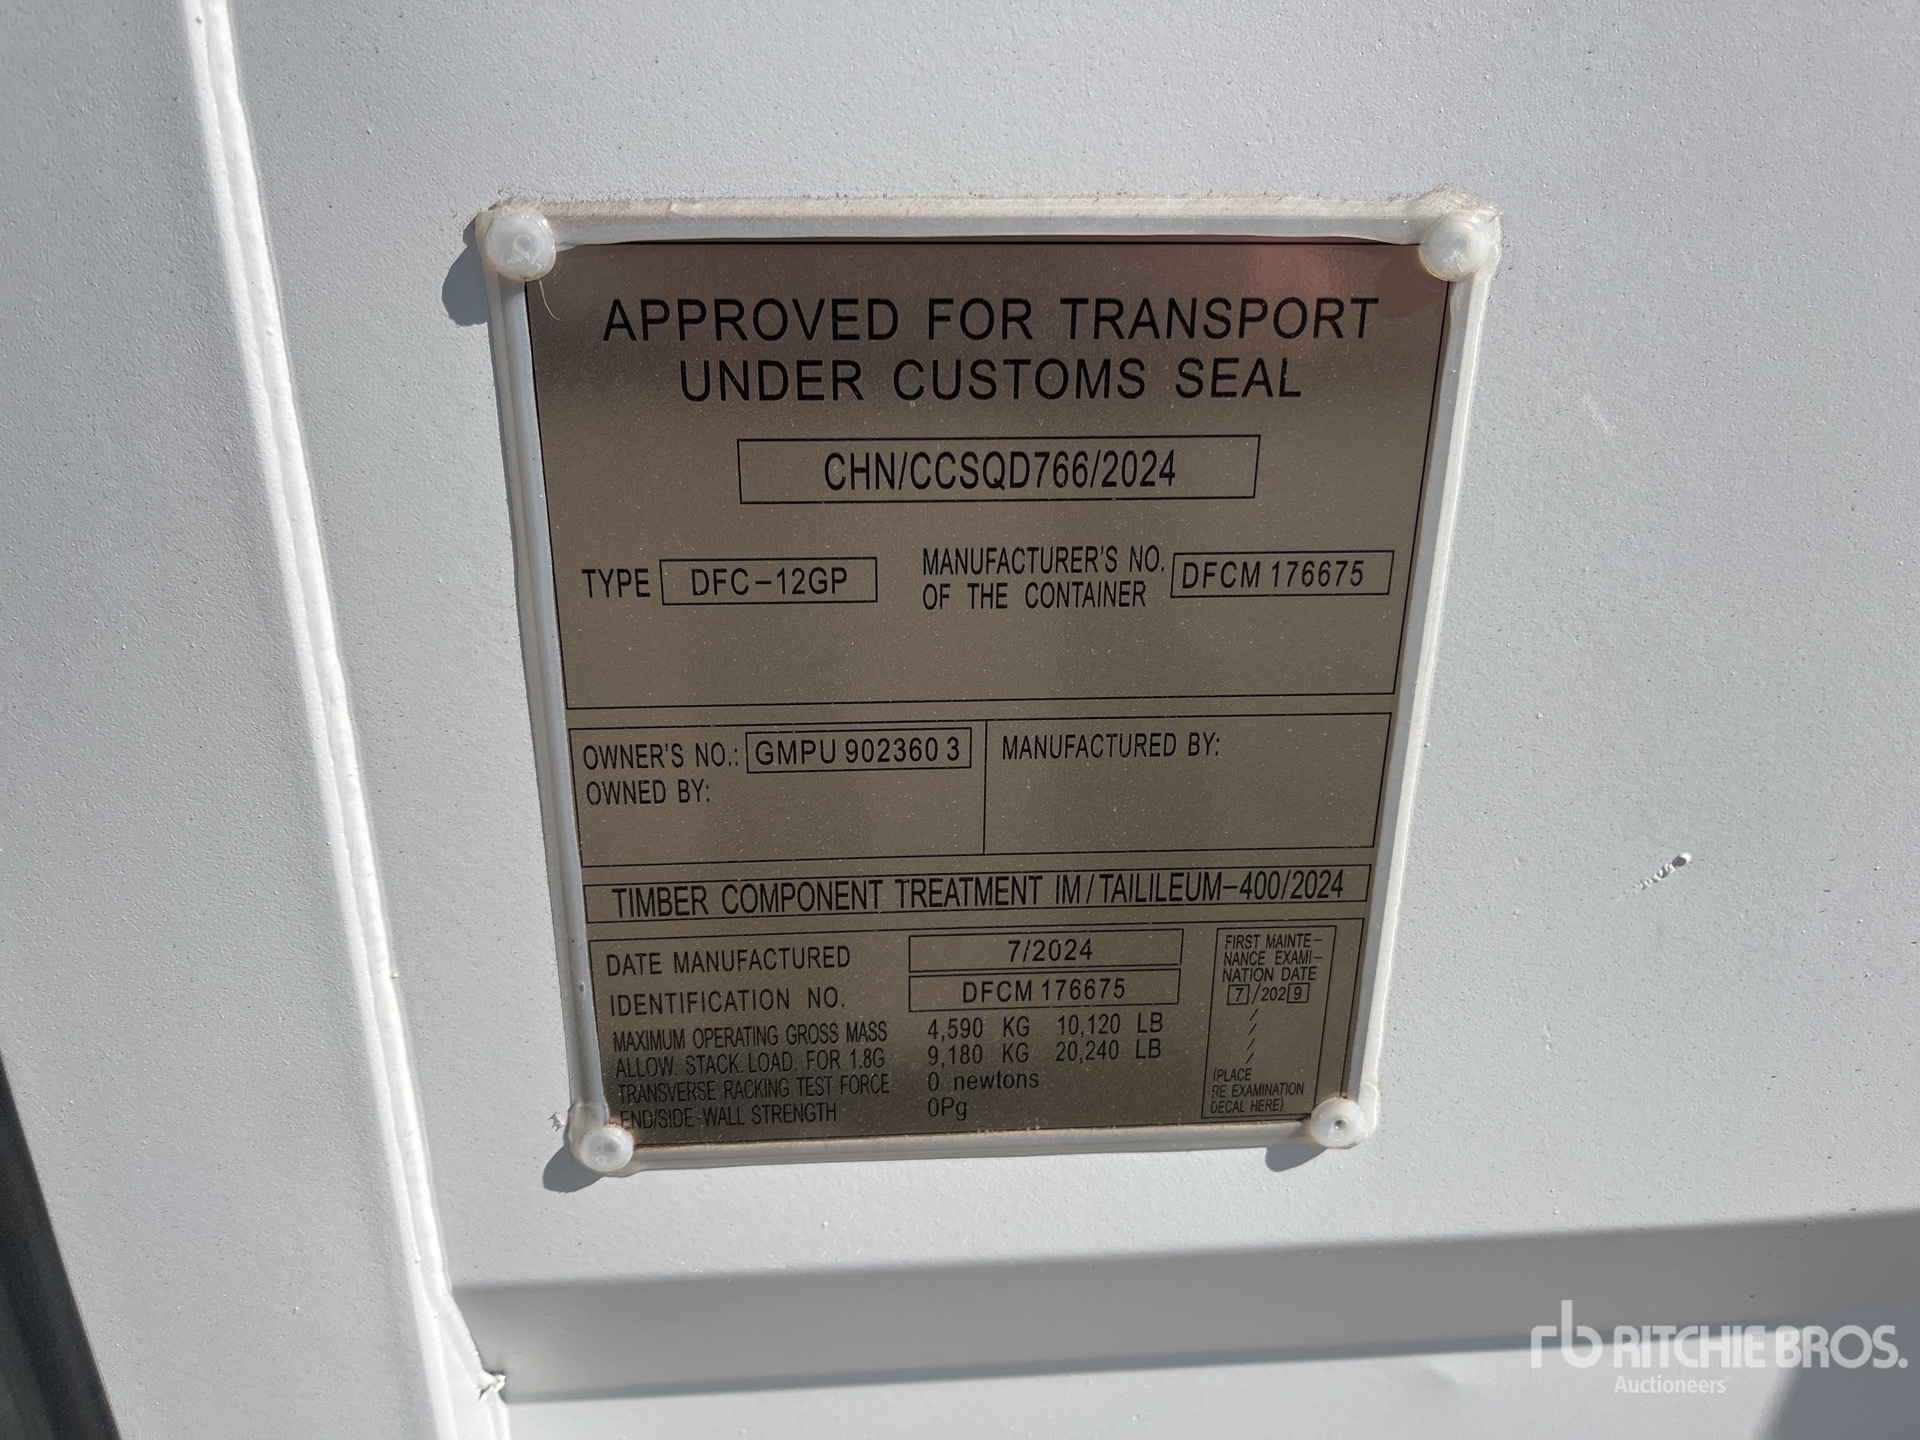 APPROVED FOR TRANSPORT
UNDER CUSTOMS SEAL
CHN/CCSQD766/2024
TYPE DFC-12GP
MANUFACTURER'S NO.
OF THE CONTAINER
DFCM 176675
OWNER'S NO.: GMPU 902360 3
OWNED BY:
MANUFACTURED BY:
TIMBER COMPONENT TREATMENT IM/TAILILEUM-400/2024
DATE MANUFACTURED 7/2024
IDENTIFICATION NO. DFCM 176675
MAXIMUM OPERATING GROSS MASS 4,590 KG 10,120 LB
ALLOW. STACK. LOAD. FOR 1.8G 9,180 KG 20,240 LB
TRANSVERSE RACKING TEST FORCE 0 newtons
END/SIDE-WALL STRENGTH 0Pg
FIRST MAINTE-
NANCE EXAMI-
NATION DATE
7/2029
/
/
/
/
(PLACE
RE EXAMINATION
DECAL HERE)
rb RITCHIE BROS.
Auctioneers